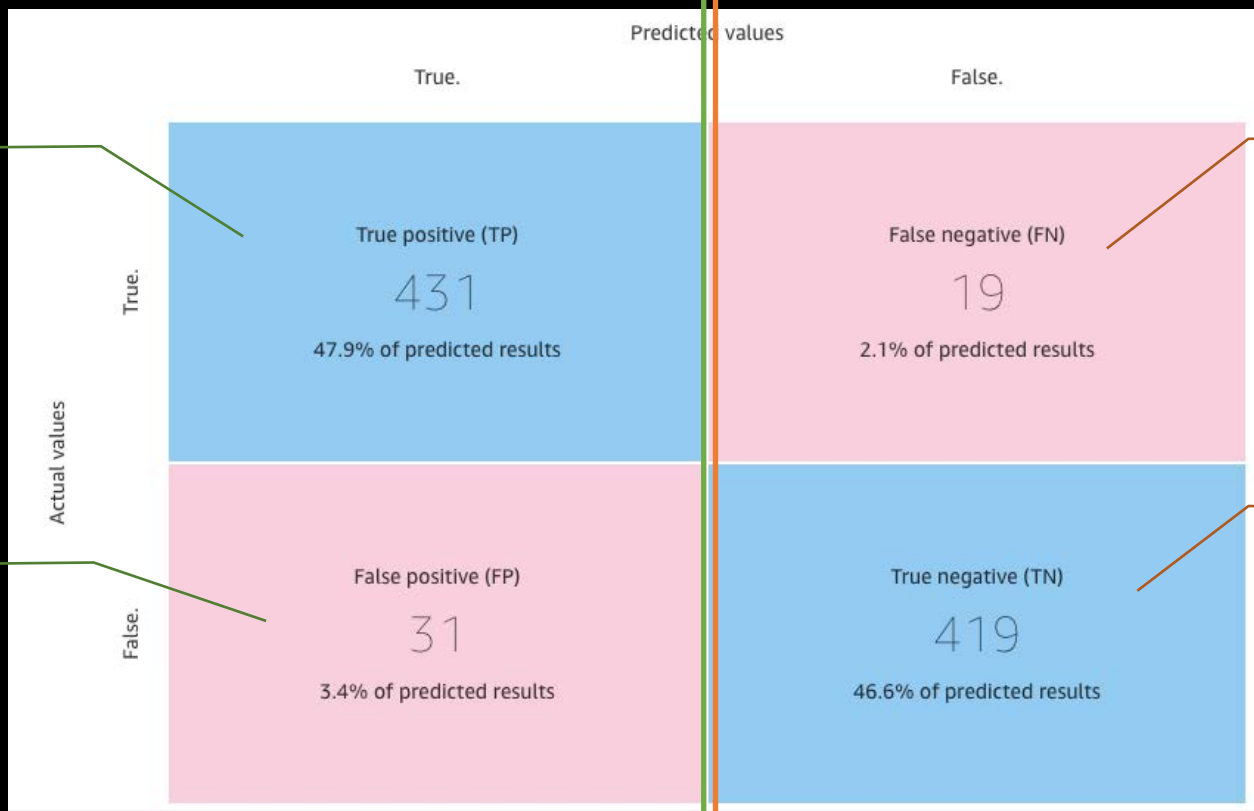 Predicted values
True.
False.
Actual values
True.
True positive (TP)
431
47.9% of predicted results
False negative (FN)
19
2.1% of predicted results
False.
False positive (FP)
31
3.4% of predicted results
True negative (TN)
419
46.6% of predicted results